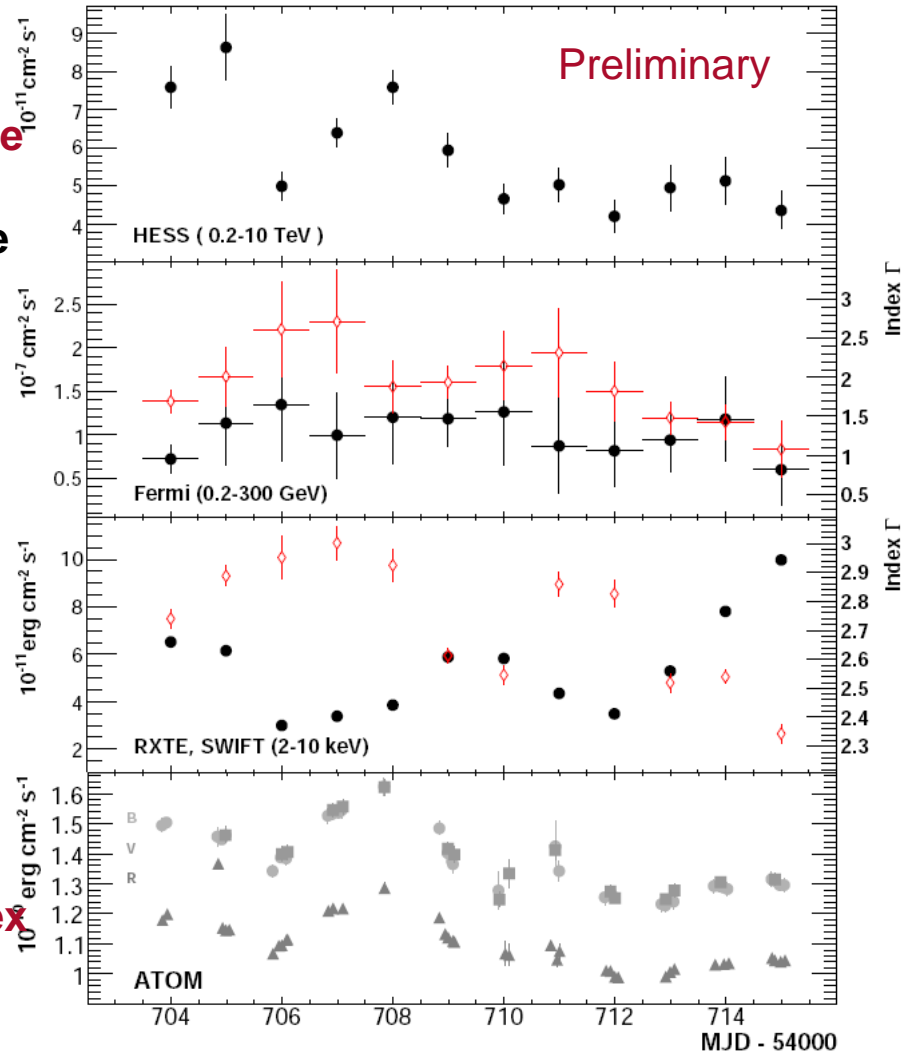 Preliminary
10⁻¹¹ cm⁻² s⁻¹
9
8
7
6
5
4
HESS ( 0.2-10 TeV )
e
e
10⁻⁷ cm⁻² s⁻¹
2.5
2
1.5
1
0.5
Fermi (0.2-300 GeV)
3
2.5
2
1.5
1
0.5
Index Γ
10⁻¹¹ erg cm⁻² s⁻¹
10
8
6
4
2
RXTE, SWIFT (2-10 keV)
3
2.9
2.8
2.7
2.6
2.5
2.4
2.3
Index Γ
erg cm⁻² s⁻¹
1.6
1.5
1.4
1.3
1.2
1.1
1
B
V
R
ex
ATOM
704 706 708 710 712 714
MJD - 54000